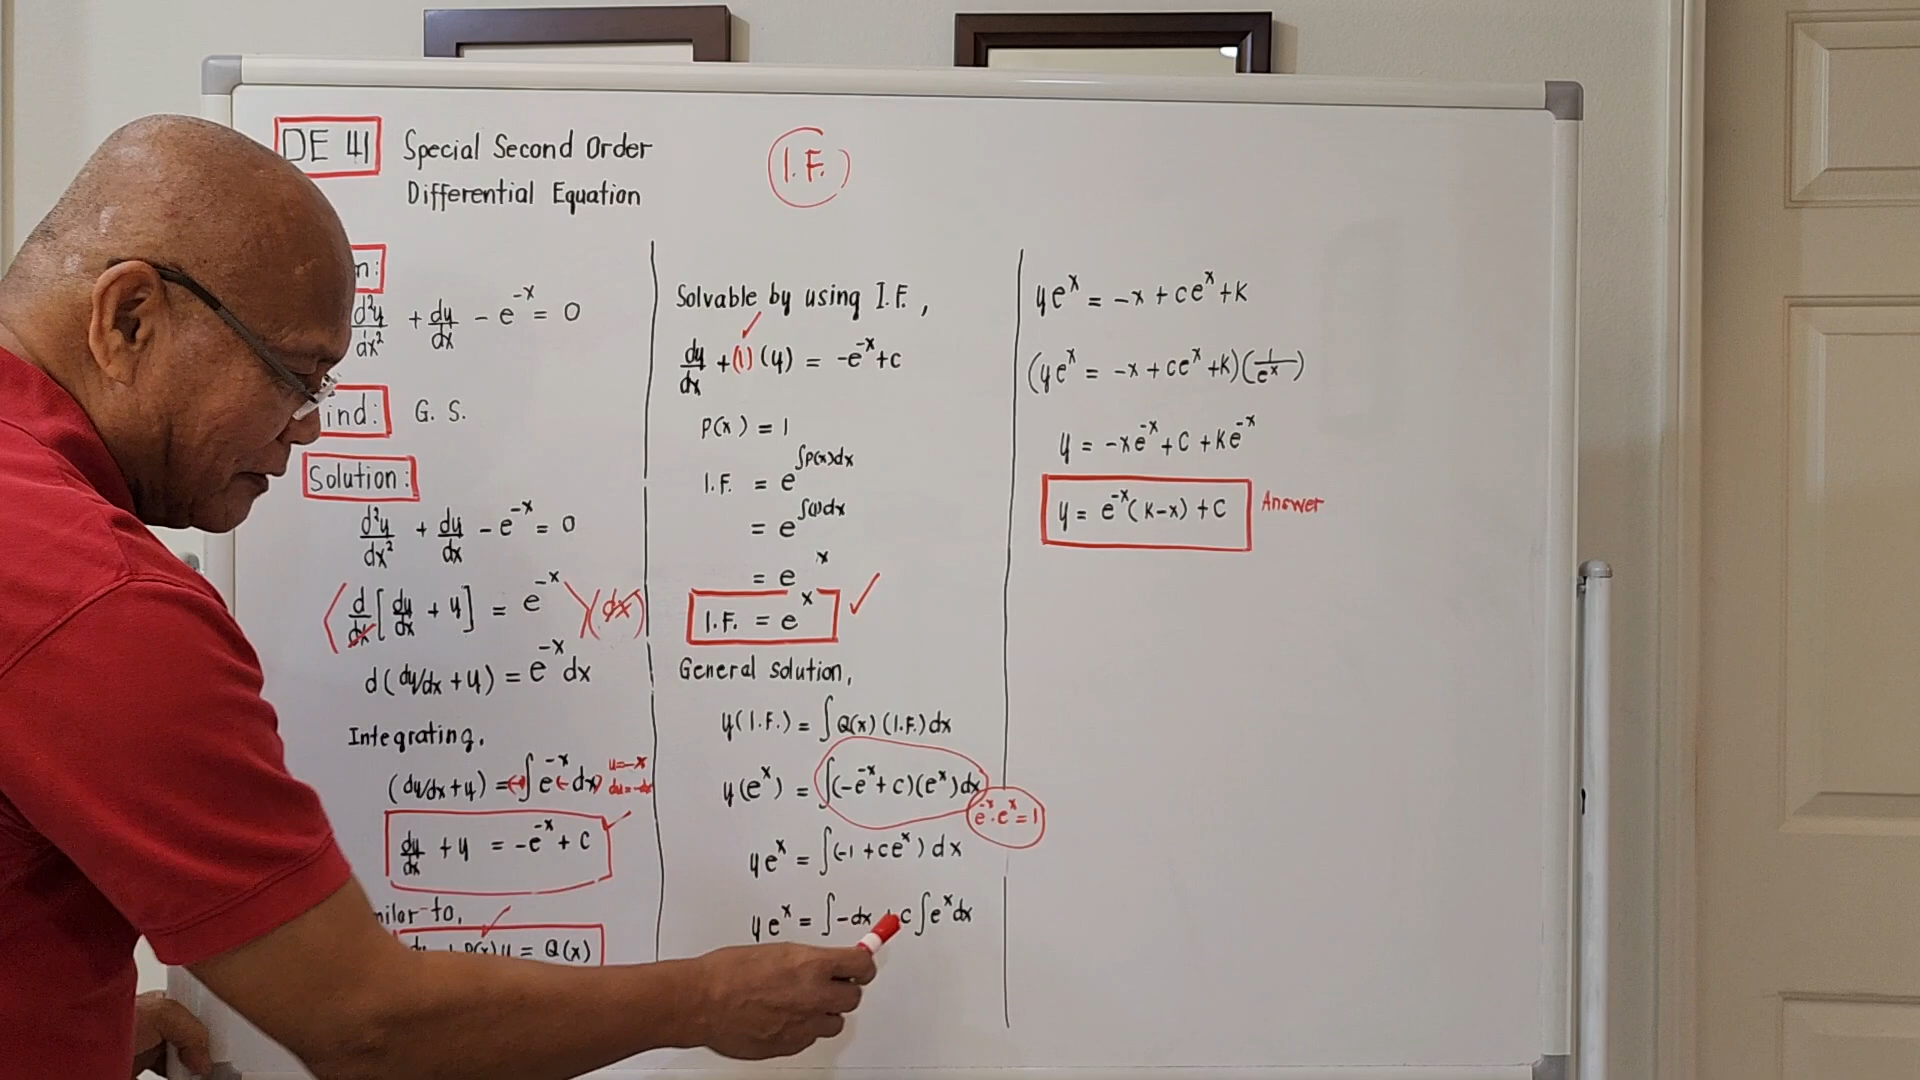 DE 41 Special Second Order
Differential Equation
I.F.
n:
d²y/dx² + dy/dx - e^-x = 0
ind: G. S.
Solution:
d²y/dx² + dy/dx - e^-x = 0
(d/dx [dy/dx + y] = e^-x)(dx)
d(dy/dx + y) = e^-x dx
Integrating,
(dy/dx + y) = (-)∫e^-x (-dx) u=-x
du=-dx
dy/dx + y = -e^-x + c
milar to,
P(x)y = Q(x)
Solvable by using I.F.,
dy/dx + (1)(y) = -e^-x + c
P(x) = 1
I.F. = e^∫P(x)dx
= e^∫(1)dx
= e^x
I.F. = e^x
General solution,
y(I.F.) = ∫Q(x)(I.F.)dx
y(e^x) = ∫(-e^-x + c)(e^x)dx
e^-x · e^x = 1
ye^x = ∫(-1 + ce^x)dx
ye^x = ∫-dx + c∫e^x dx
ye^x = -x + ce^x + K
(ye^x = -x + ce^x + K)(1/e^x)
y = -xe^-x + C + Ke^-x
y = e^-x(K-x) + C Answer